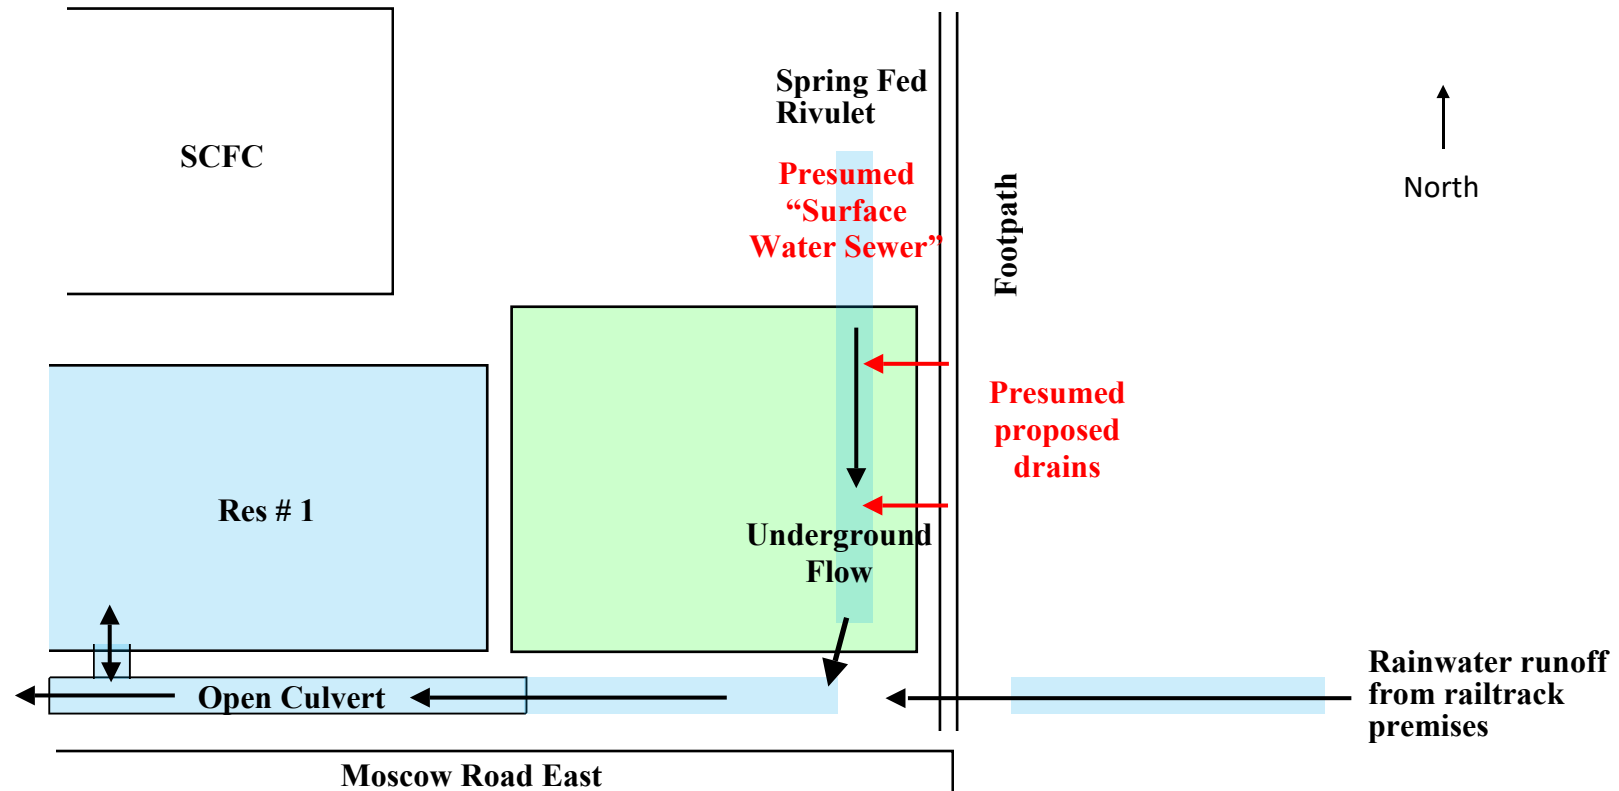 Spring Fed
Rivulet
SCFC
Presumed
“Surface
Water Sewer”
Footpath
North
Presumed
proposed
drains
Res # 1
Underground
Flow
Rainwater runoff
from railtrack
premises
Open Culvert
Moscow Road East